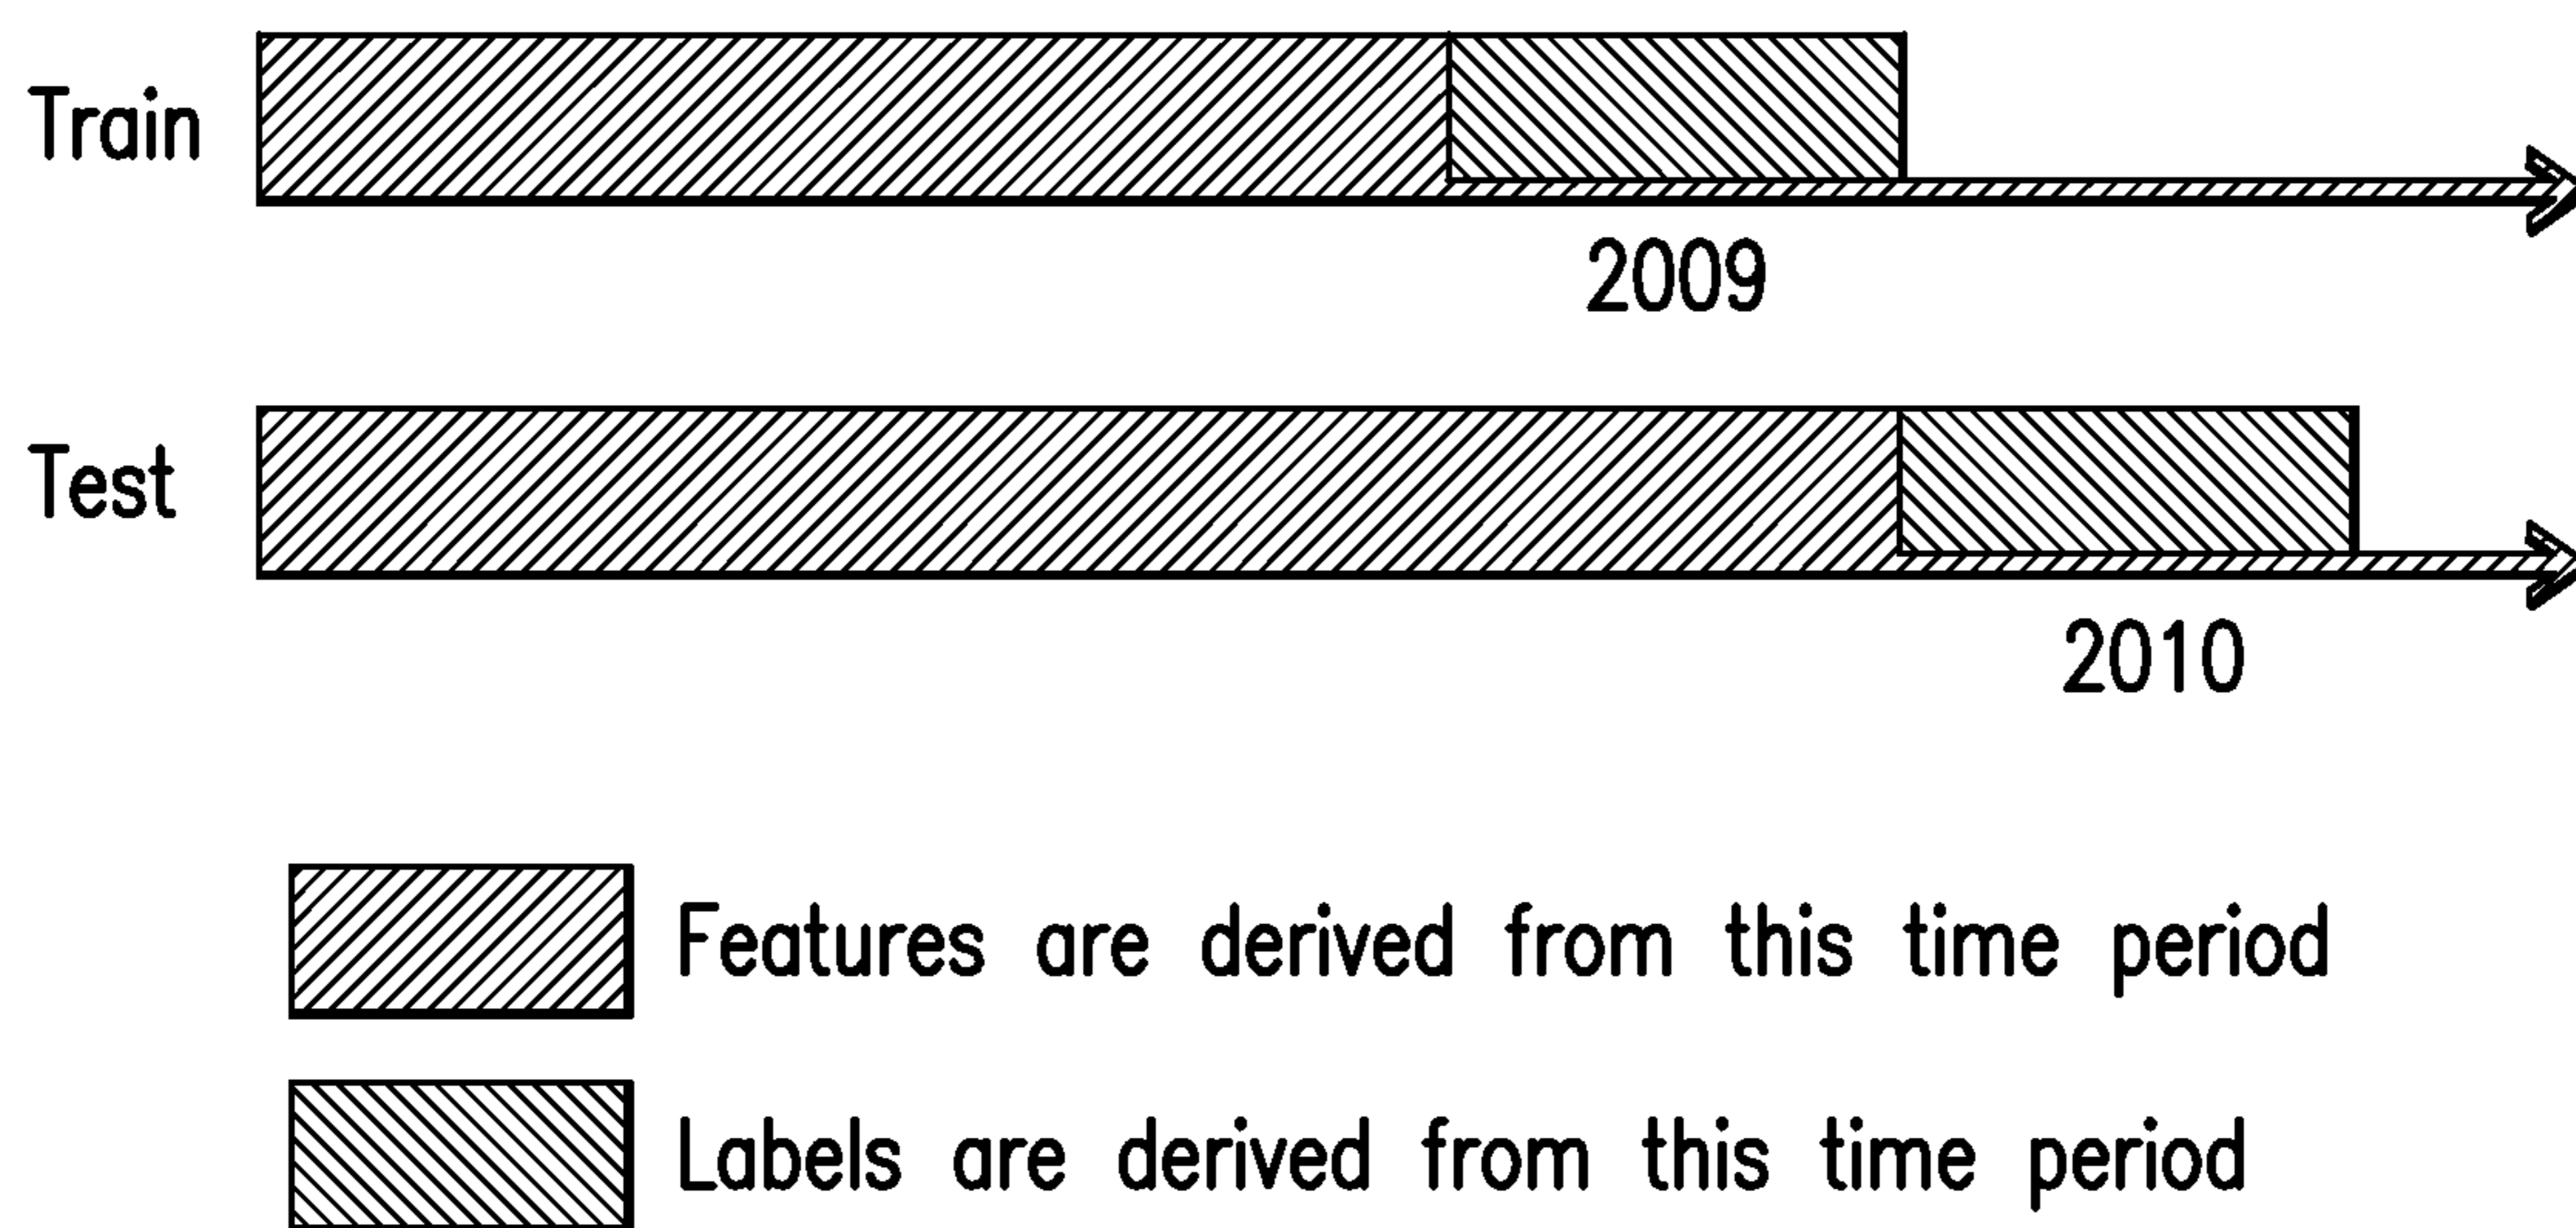 Train
2009
Test
2010
Features are derived from this time period
Labels are derived from this time period